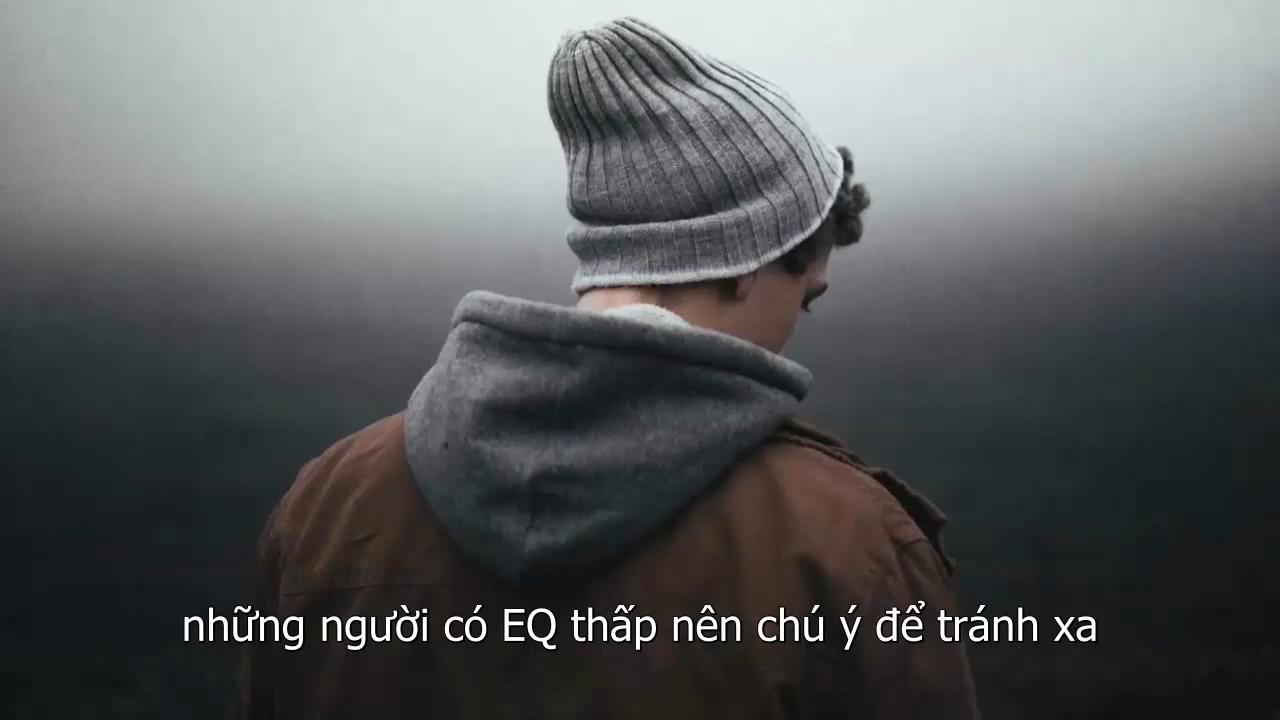 những người có EQ thấp nên chú ý để tránh xa